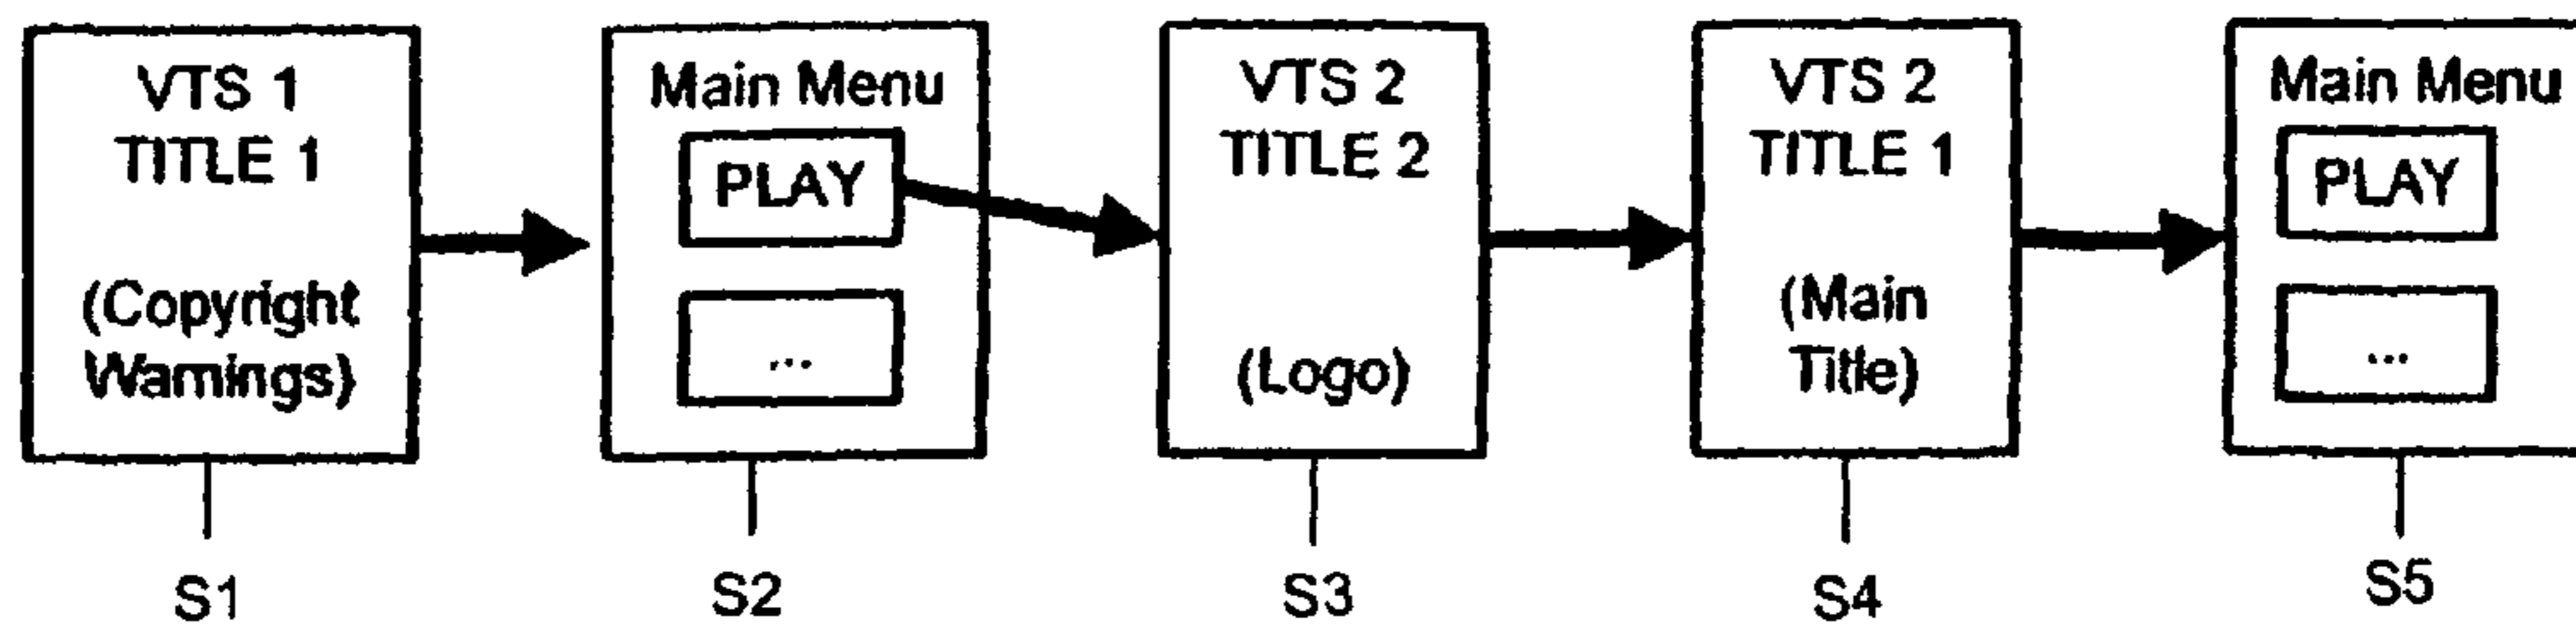 VTS 1
TITLE 1
(Copyright
Warnings)
S1
Main Menu
PLAY
...
S2
VTS 2
TITLE 2
(Logo)
S3
VTS 2
TITLE 1
(Main
Title)
S4
Main Menu
PLAY
...
S5